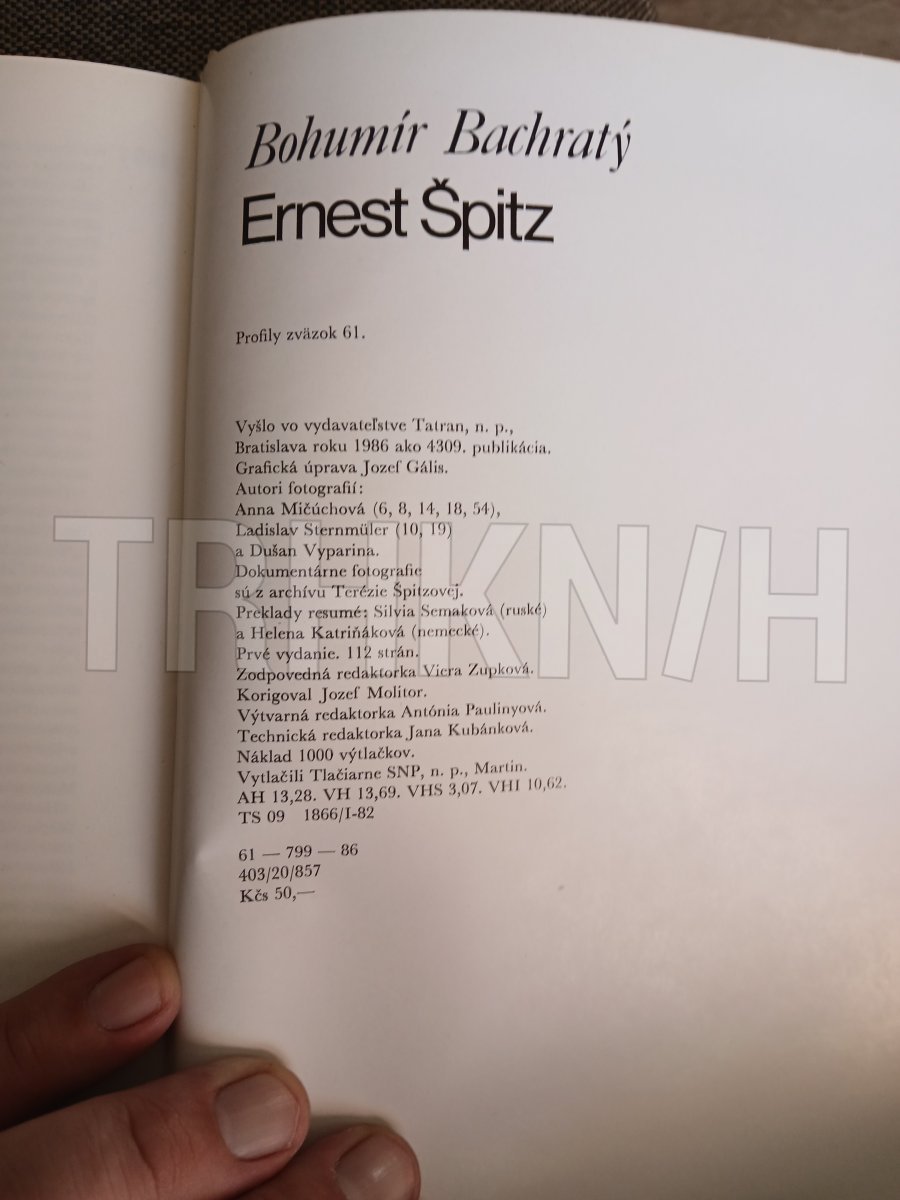 Bohumír Bachratý
Ernest Špitz
Profily zväzok 61.
Vyšlo vo vydavateľstve Tatran, n. p.,
Bratislava roku 1986 ako 4309. publikácia.
Grafická úprava Jozef Gális.
Autori fotografií:
Anna Mičúchová (6, 8, 14, 18, 54),
Ladislav Sternmüler (10, 19)
a Dušan Vyparina.
Dokumentárne fotografie
sú z archívu Terézie Špitzovej.
Preklady resumé: Silvia Semaková (ruské)
a Helena Katriňáková (nemecké).
Prvé vydanie. 112 strán.
Zodpovedná redaktorka Viera Zupková.
Korigoval Jozef Molitor.
Výtvarná redaktorka Antónia Paulinyová.
Technická redaktorka Jana Kubánková.
Náklad 1000 výtlačkov.
Vytlačili Tlačiarne SNP, n. p., Martin.
AH 13,28. VH 13,69. VHS 3,07. VHI 10,62.
TS 09 1866/I-82
61 — 799 — 86
403/20/857
Kčs 50,—
TRHKN/H